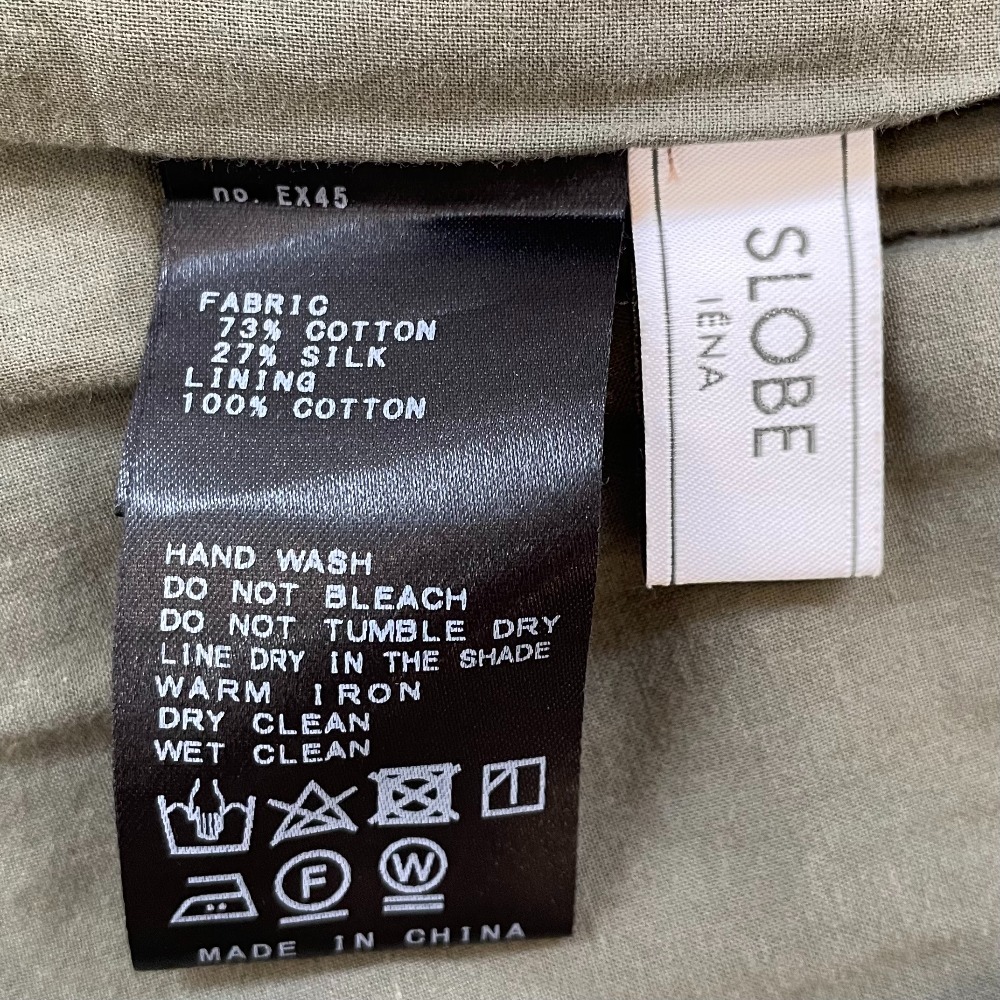 no. EX45
FABRIC
73% COTTON
27% SILK
LINING
100% COTTON
HAND WASH
DO NOT BLEACH
DO NOT TUMBLE DRY
LINE DRY IN THE SHADE
WARM IRON
DRY CLEAN
WET CLEAN
F
W
MADE IN CHINA
SLOBE
IÉNA